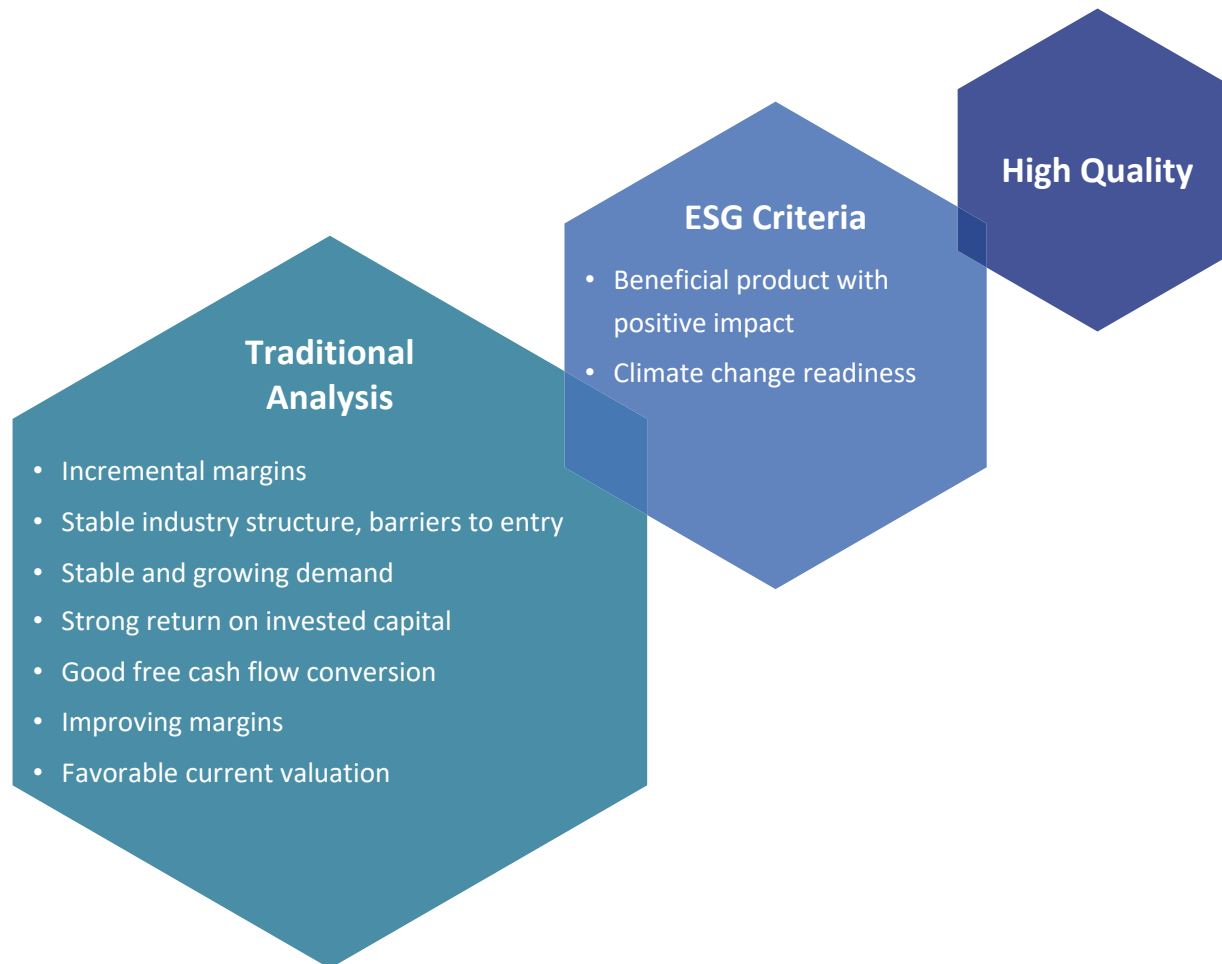 High Quality
ESG Criteria
• Beneficial product with
positive impact
• Climate change readiness
Traditional
Analysis
• Incremental margins
• Stable industry structure, barriers to entry
• Stable and growing demand
• Strong return on invested capital
• Good free cash flow conversion
• Improving margins
• Favorable current valuation